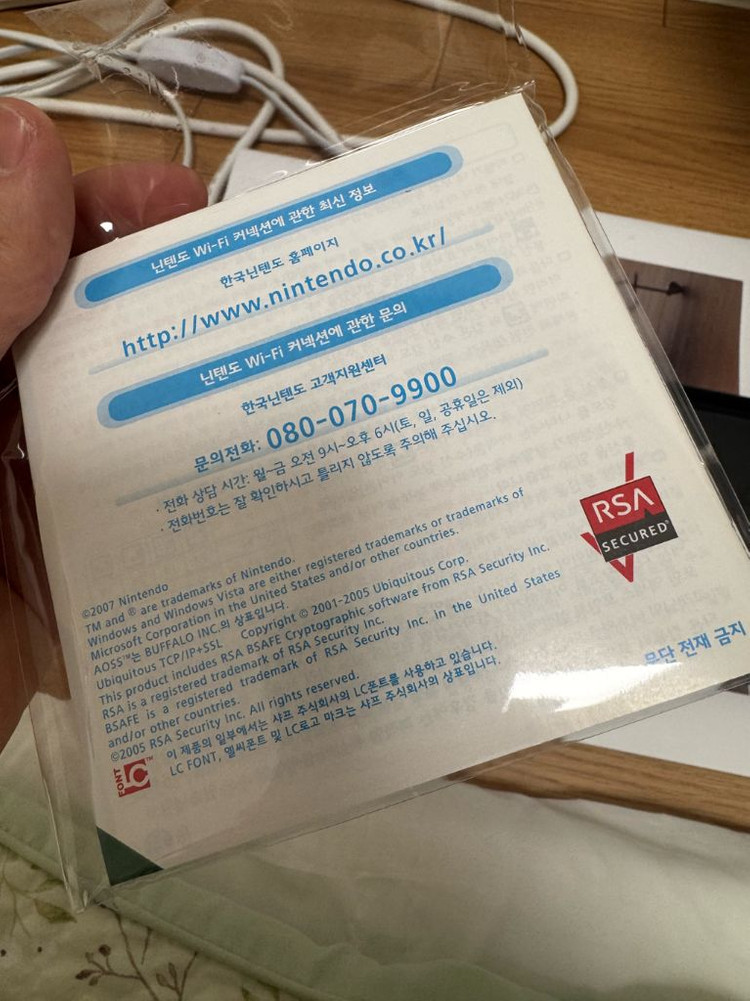 닌텐도 Wi-Fi 커넥션에 관한 최신 정보
한국닌텐도 홈페이지
http://www.nintendo.co.kr/
닌텐도 Wi-Fi 커넥션에 관한 문의
한국닌텐도 고객지원센터
문의전화: 080-070-9900
· 전화 상담 시간: 월~금 오전 9시~오후 6시(토, 일, 공휴일은 제외)
· 전화번호는 잘 확인하시고 틀리지 않도록 주의해 주십시오.
RSA
SECURED®
©2007 Nintendo
TM and ® are trademarks of Nintendo.
Windows and Windows Vista are either registered trademarks or trademarks of
Microsoft Corporation in the United States and/or other countries.
AOSS™는 BUFFALO INC.의 상표입니다.
Ubiquitous TCP/IP+SSL Copyright © 2001-2005 Ubiquitous Corp.
This product includes RSA BSAFE Cryptographic software from RSA Security Inc.
RSA is a registered trademark of RSA Security Inc.
BSAFE is a registered trademark of RSA Security Inc. in the United States
and/or other countries.
©2005 RSA Security Inc. All rights reserved.
무단 전재 금지
FONT LC™
이 제품의 일부에서는 샤프 주식회사의 LC폰트를 사용하고 있습니다.
LC FONT, 엘씨폰트 및 LC로고 마크는 샤프 주식회사의 상표입니다.